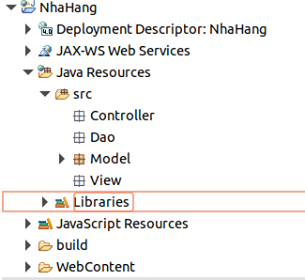 NhaHang
Deployment Descriptor: NhaHang
JAX-WS Web Services
Java Resources
src
Controller
Dao
Model
View
Libraries
JavaScript Resources
build
WebContent